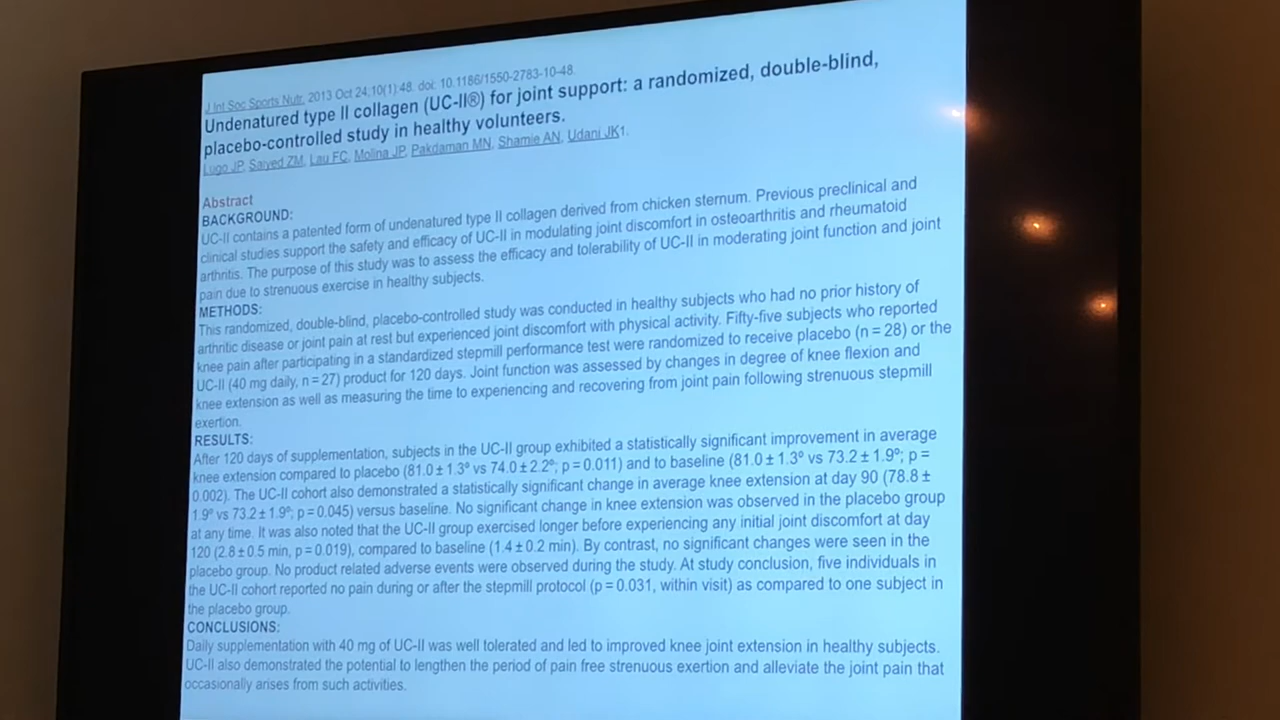 J Int Soc Sports Nutr. 2013 Oct 24;10(1):48. doi: 10.1186/1550-2783-10-48.
Undenatured type II collagen (UC-II®) for joint support: a randomized, double-blind,
placebo-controlled study in healthy volunteers.
Lugo JP, Saiyed ZM, Lau FC, Molina JP, Pakdaman MN, Shamie AN, Udani JK1.
Abstract
BACKGROUND:
UC-II contains a patented form of undenatured type II collagen derived from chicken sternum. Previous preclinical and
clinical studies support the safety and efficacy of UC-II in modulating joint discomfort in osteoarthritis and rheumatoid
arthritis. The purpose of this study was to assess the efficacy and tolerability of UC-II in moderating joint function and joint
pain due to strenuous exercise in healthy subjects.
METHODS:
This randomized, double-blind, placebo-controlled study was conducted in healthy subjects who had no prior history of
arthritic disease or joint pain at rest but experienced joint discomfort with physical activity. Fifty-five subjects who reported
knee pain after participating in a standardized stepmill performance test were randomized to receive placebo (n = 28) or the
UC-II (40 mg daily, n = 27) product for 120 days. Joint function was assessed by changes in degree of knee flexion and
knee extension as well as measuring the time to experiencing and recovering from joint pain following strenuous stepmill
exertion.
RESULTS:
After 120 days of supplementation, subjects in the UC-II group exhibited a statistically significant improvement in average
knee extension compared to placebo (81.0 ± 1.3º vs 74.0 ± 2.2º; p = 0.011) and to baseline (81.0 ± 1.3º vs 73.2 ± 1.9º; p =
0.002). The UC-II cohort also demonstrated a statistically significant change in average knee extension at day 90 (78.8 ±
1.9º vs 73.2 ± 1.9º; p = 0.045) versus baseline. No significant change in knee extension was observed in the placebo group
at any time. It was also noted that the UC-II group exercised longer before experiencing any initial joint discomfort at day
120 (2.8 ± 0.5 min, p = 0.019), compared to baseline (1.4 ± 0.2 min). By contrast, no significant changes were seen in the
placebo group. No product related adverse events were observed during the study. At study conclusion, five individuals in
the UC-II cohort reported no pain during or after the stepmill protocol (p = 0.031, within visit) as compared to one subject in
the placebo group.
CONCLUSIONS:
Daily supplementation with 40 mg of UC-II was well tolerated and led to improved knee joint extension in healthy subjects.
UC-II also demonstrated the potential to lengthen the period of pain free strenuous exertion and alleviate the joint pain that
occasionally arises from such activities.